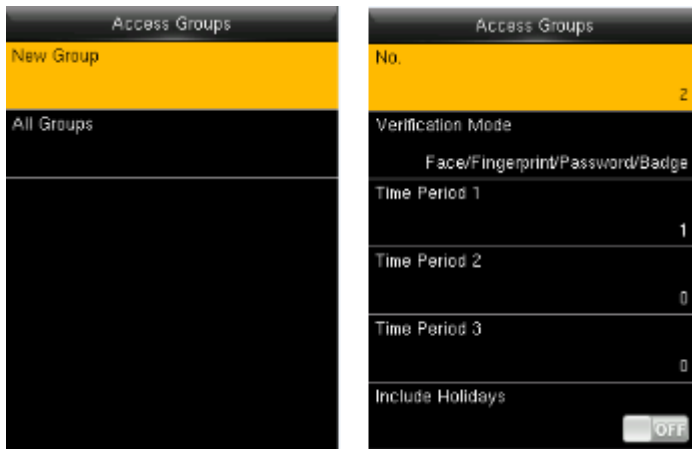 Access Groups
New Group
All Groups
Access Groups
No.
2
Verification Mode
Face/Fingerprint/Password/Badge
Time Period 1
1
Time Period 2
0
Time Period 3
0
Include Holidays
OFF